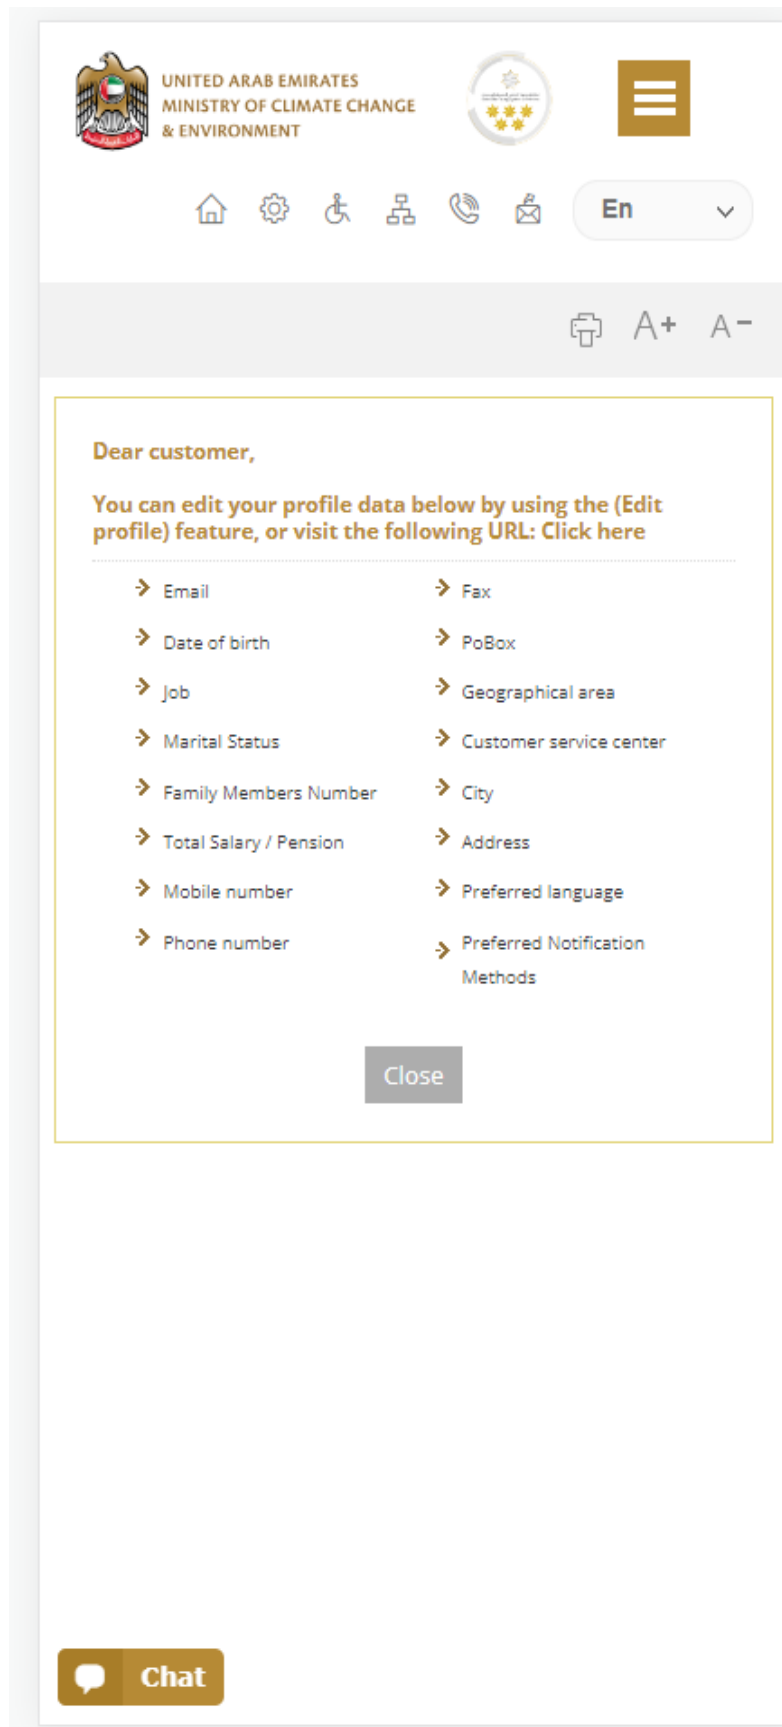 UNITED ARAB EMIRATES
MINISTRY OF CLIMATE CHANGE
& ENVIRONMENT
En
A+ A-
Dear customer,
You can edit your profile data below by using the (Edit
profile) feature, or visit the following URL: Click here
Email
Date of birth
Job
Marital Status
Family Members Number
Total Salary / Pension
Mobile number
Phone number
Fax
PoBox
Geographical area
Customer service center
City
Address
Preferred language
Preferred Notification
Methods
Close
Chat